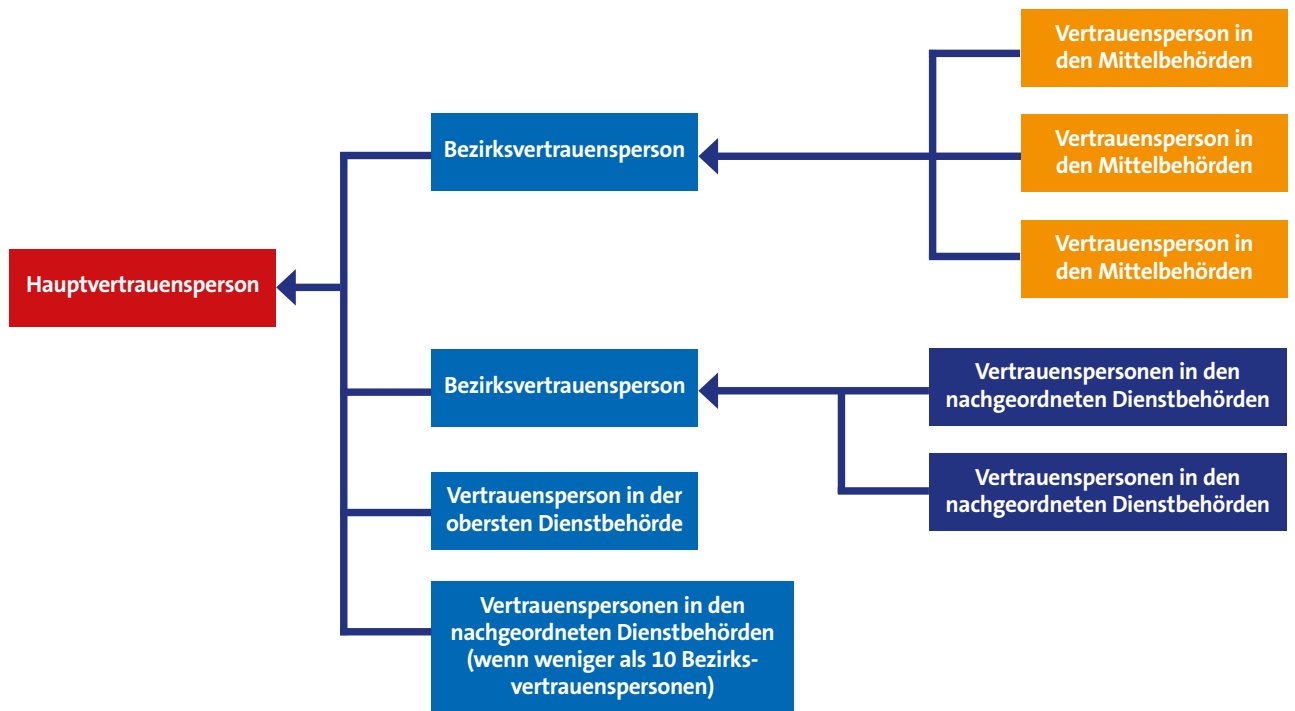 Vertrauensperson in
den Mittelbehörden
Bezirksvertrauensperson
Vertrauensperson in
den Mittelbehörden
Vertrauensperson in
den Mittelbehörden
Hauptvertrauensperson
Bezirksvertrauensperson
Vertrauenspersonen in den
nachgeordneten Dienstbehörden
Vertrauensperson in der
obersten Dienstbehörde
Vertrauenspersonen in den
nachgeordneten Dienstbehörden
Vertrauenspersonen in den
nachgeordneten Dienstbehörden
(wenn weniger als 10 Bezirks-
vertrauenspersonen)